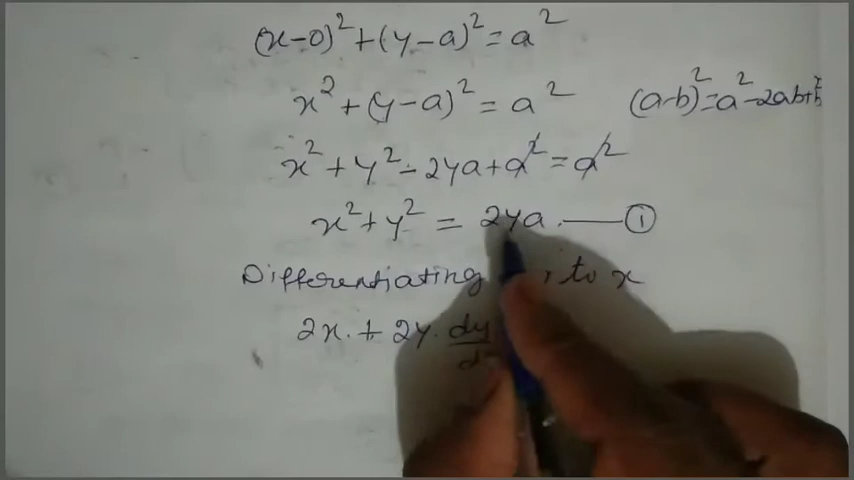 (x-0)² + (y-a)² = a²
x² + (y-a)² = a² (a-b)² = a² - 2ab + b²
x² + y² - 2ya + a² = a²
x² + y² = 2ya. — ①
Differentiating to x
2x. + 2y. dy